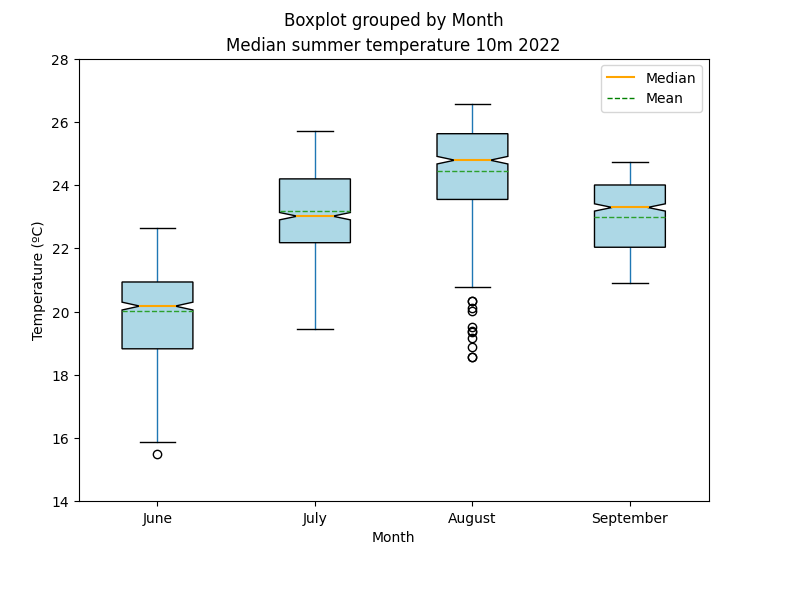 Boxplot grouped by Month
Median summer temperature 10m 2022
Median
Mean
28
26
24
22
20
18
16
14
Temperature (ºC)
June
July
August
September
Month